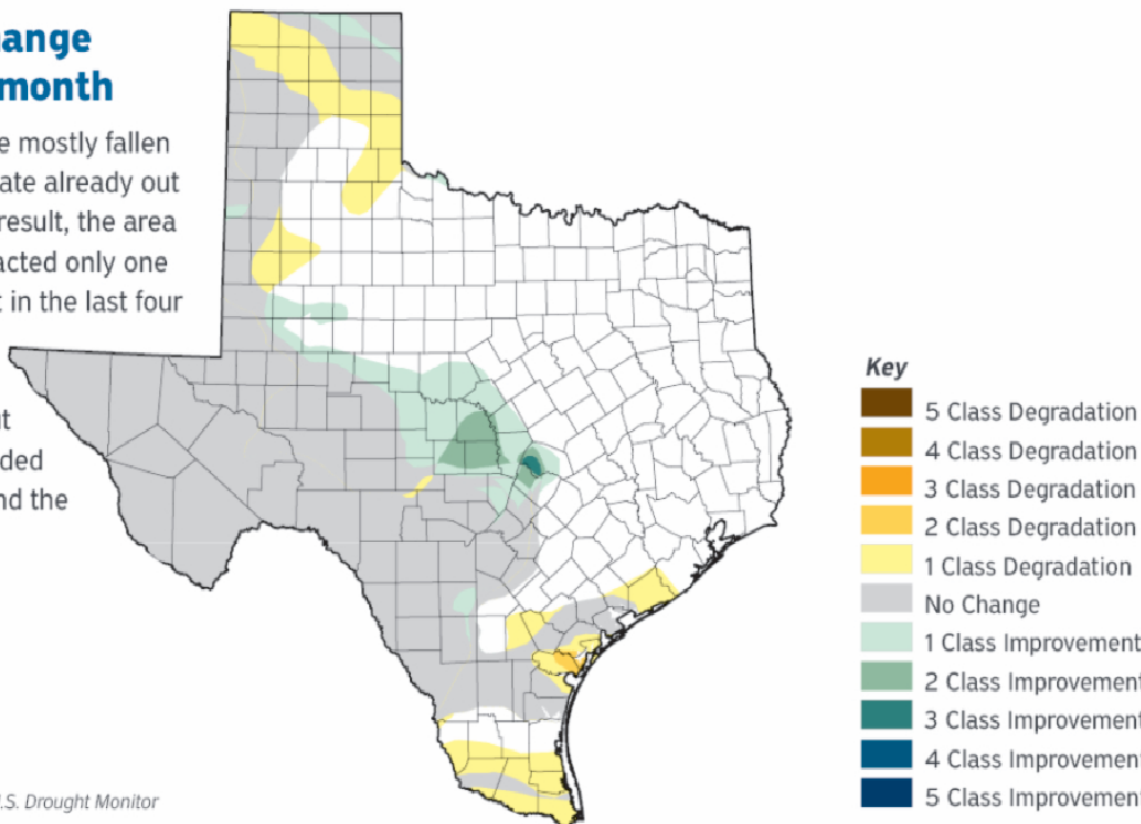 ange
month
e mostly fallen
ate already out
result, the area
acted only one
t in the last four
ut
ded
nd the
.S. Drought Monitor
Key
5 Class Degradation
4 Class Degradation
3 Class Degradation
2 Class Degradation
1 Class Degradation
No Change
1 Class Improvement
2 Class Improvement
3 Class Improvement
4 Class Improvement
5 Class Improvement